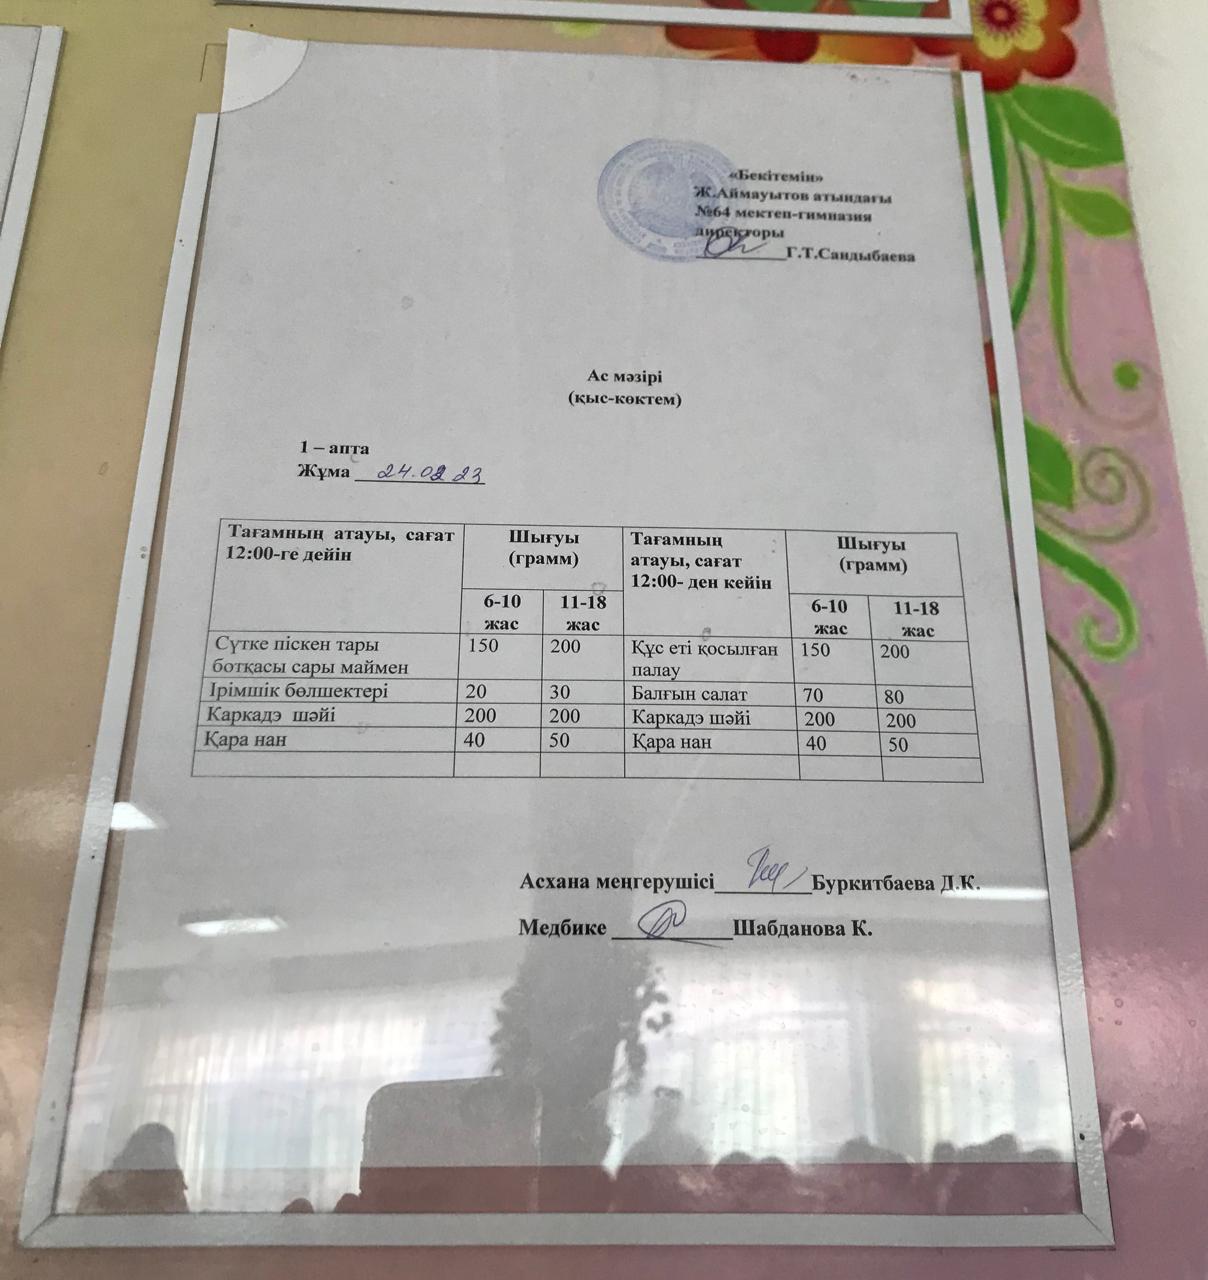 «Бекітемін»
Ж.Аймауытов атындағы
№64 мектеп-гимназия
директоры
__________Г.Т.Сандыбаева
Ас мәзірі
(қыс-көктем)
1 – апта
Жұма 24.02 23
Тағамның атауы, сағат 12:00-ге дейін
Шығуы (грамм)
Тағамның атауы, сағат 12:00- ден кейін
Шығуы (грамм)
6-10 жас
11-18 жас
6-10 жас
11-18 жас
Сүтке піскен тары ботқасы сары маймен 150 200 Құс еті қосылған палау 150 200
Ірімшік бөлшектері 20 30 Балғын салат 70 80
Каркадэ шәйі 200 200 Каркадэ шәйі 200 200
Қара нан 40 50 Қара нан 40 50
Асхана меңгерушісі__________Буркитбаева Д.К.
Медбике ____________Шабданова К.